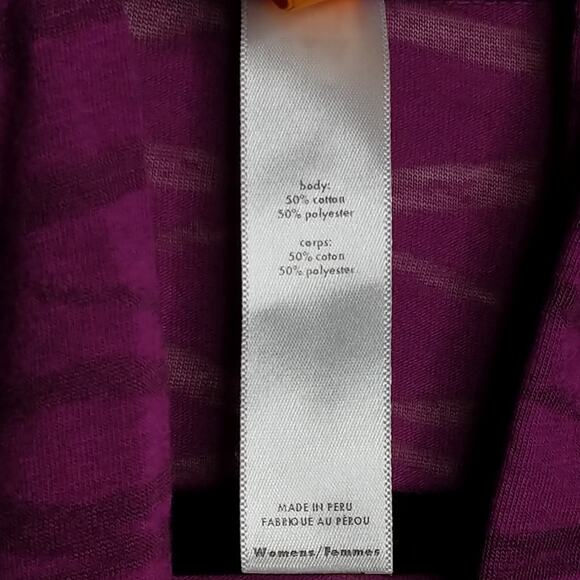 body:
50% cotton
50% polyester
corps:
50% coton
50% polyester
MADE IN PERU
FABRIQUE AU PÉROU
Womens/Femmes